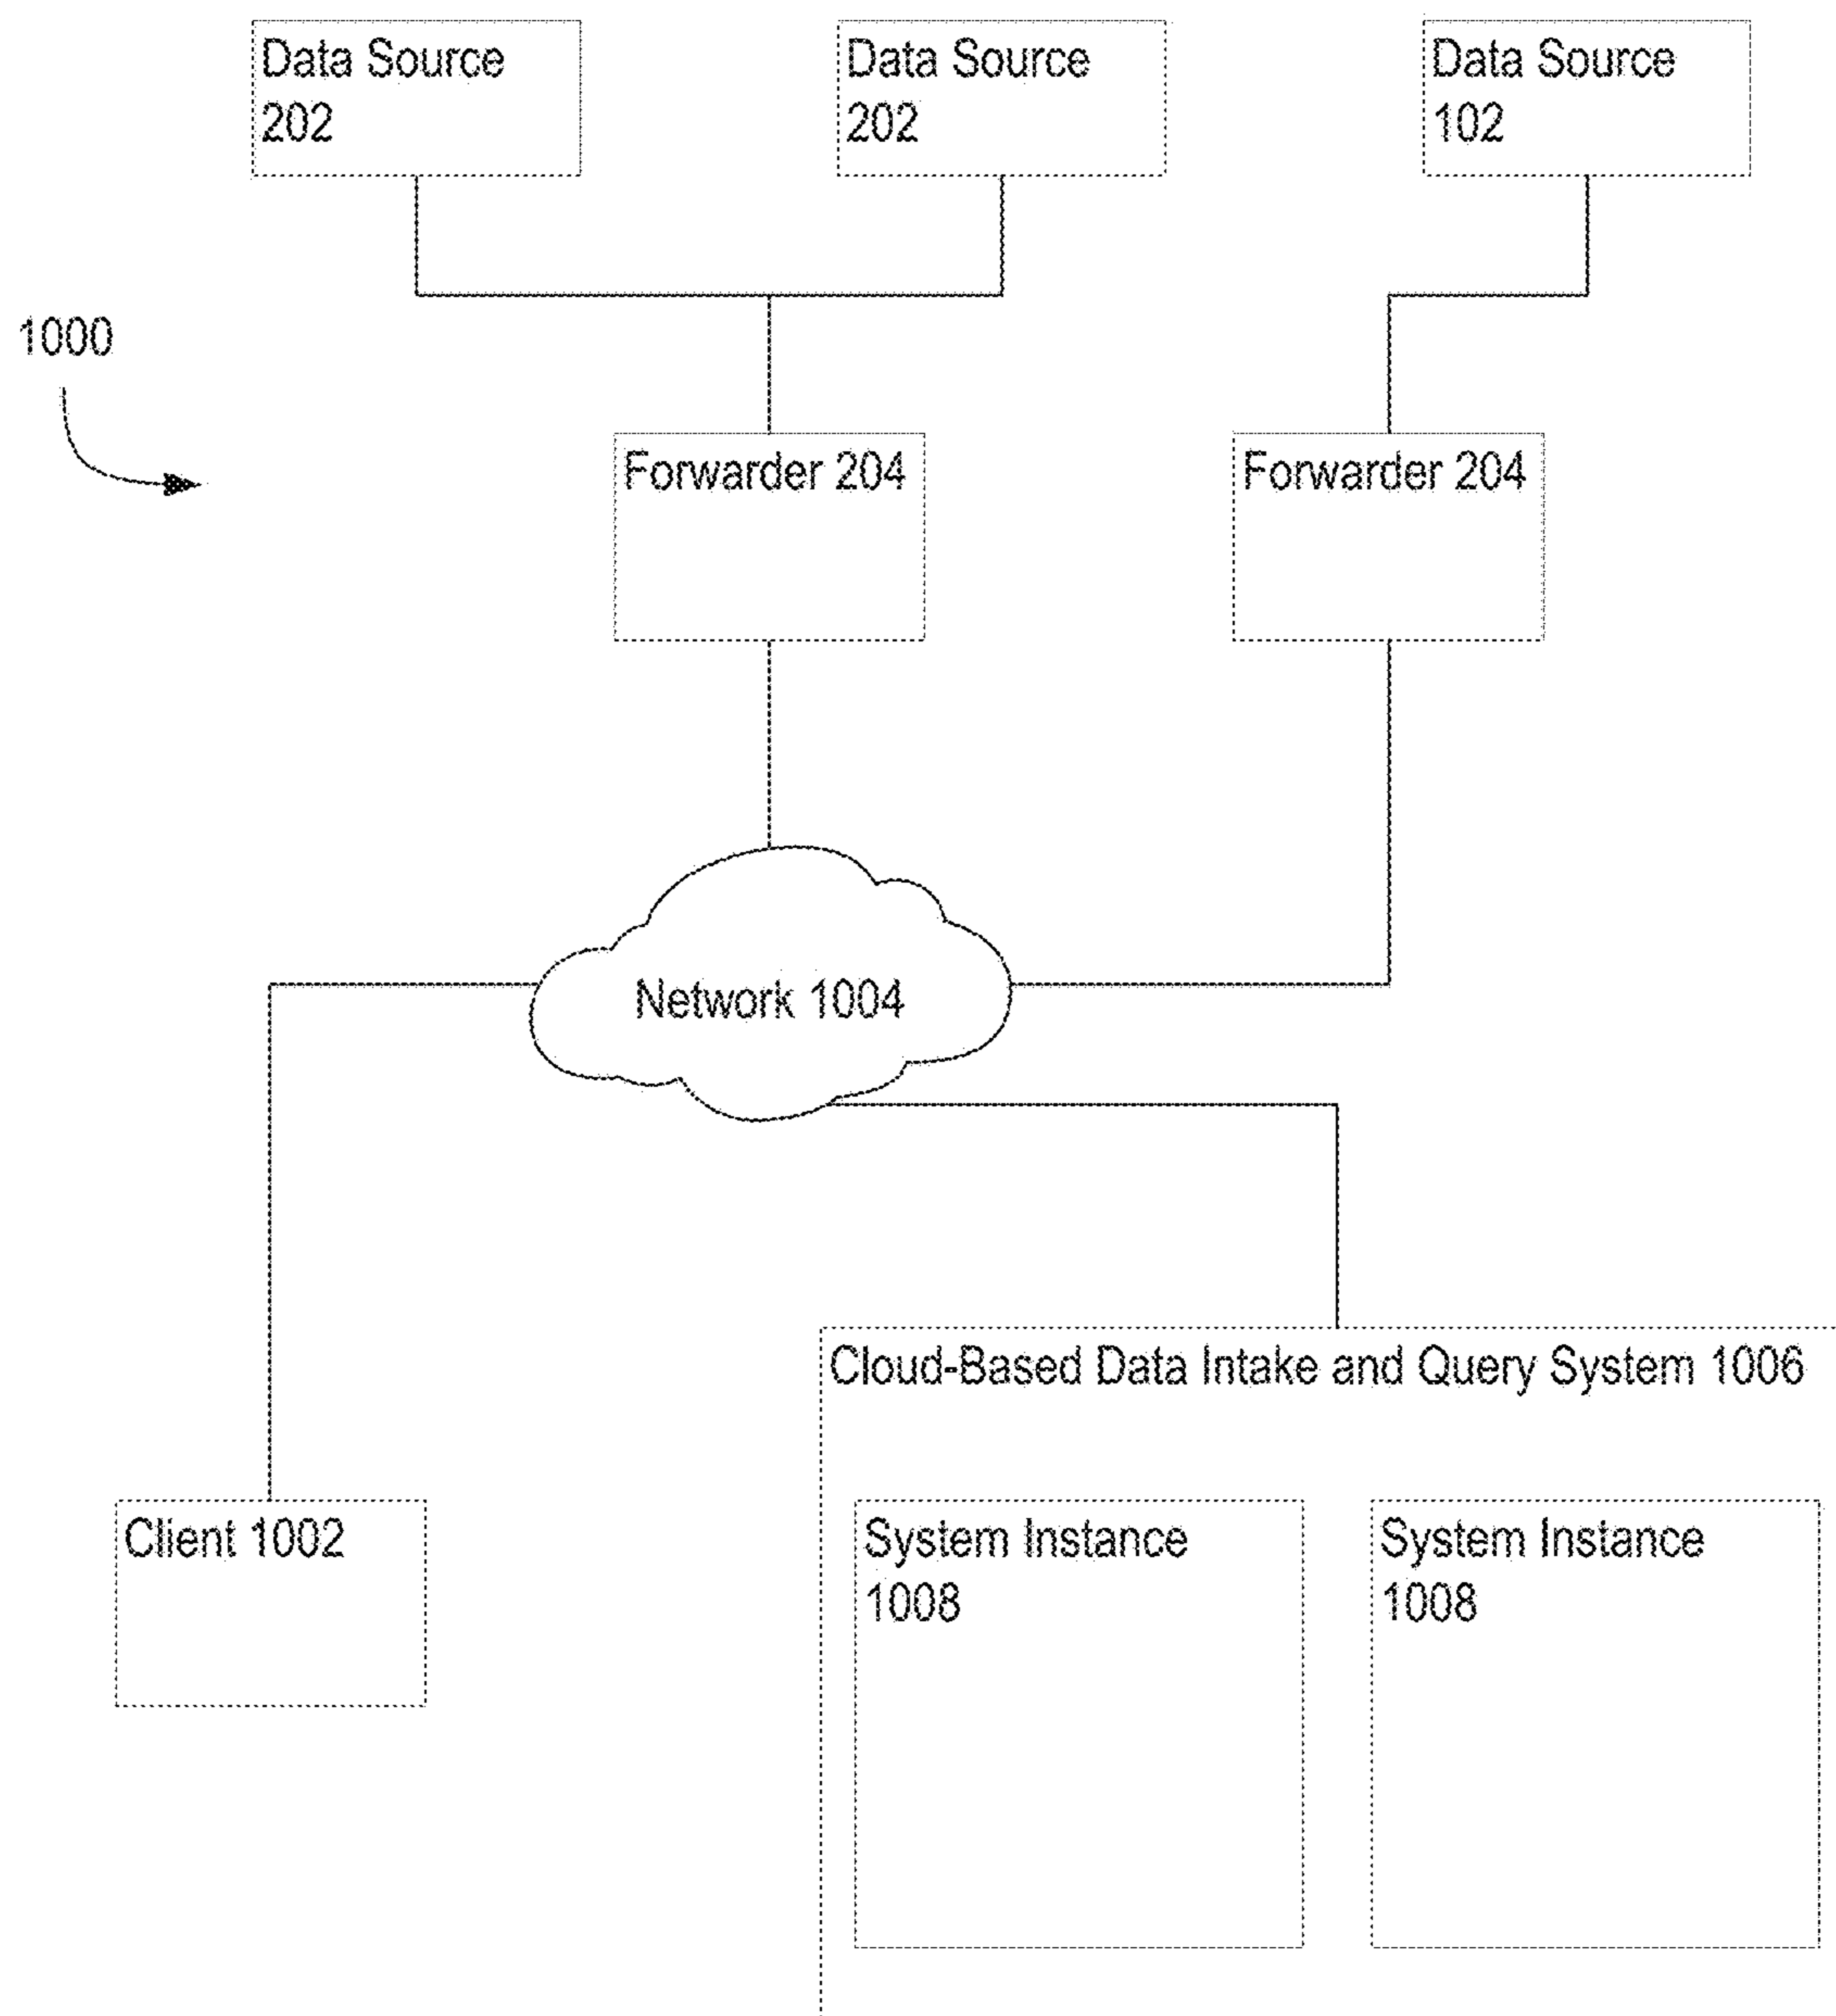 Data Source
202
Data Source
202
Data Source
102
1000
Forwarder 204
Forwarder 204
Network 1004
Cloud-Based Data Intake and Query System 1006
Client 1002
System Instance
1008
System Instance
1008